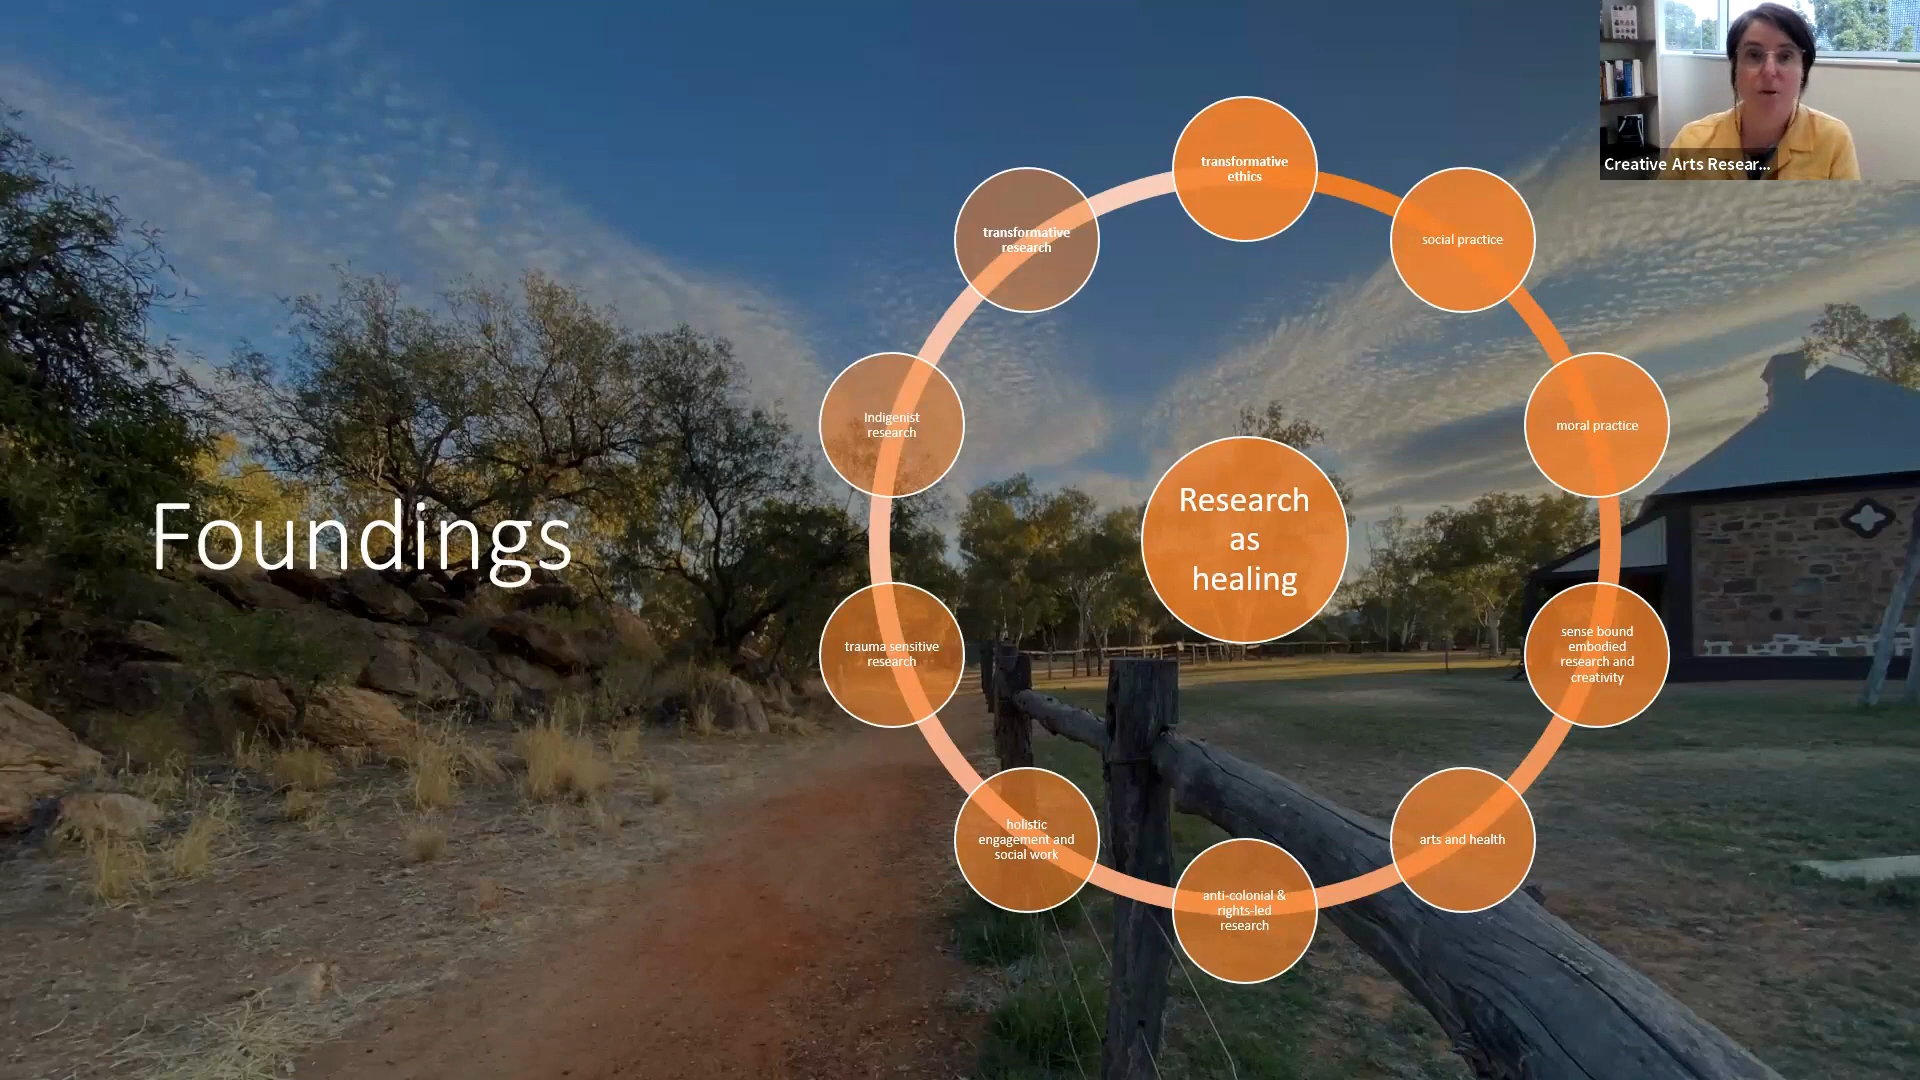 Creative Arts Resear...
Foundings
Research
as
healing
transformative
ethics
social practice
moral practice
sense bound
embodied
research and
creativity
arts and health
anti-colonial &
rights-led
research
holistic
engagement and
social work
trauma sensitive
research
Indigenist
research
transformative
research